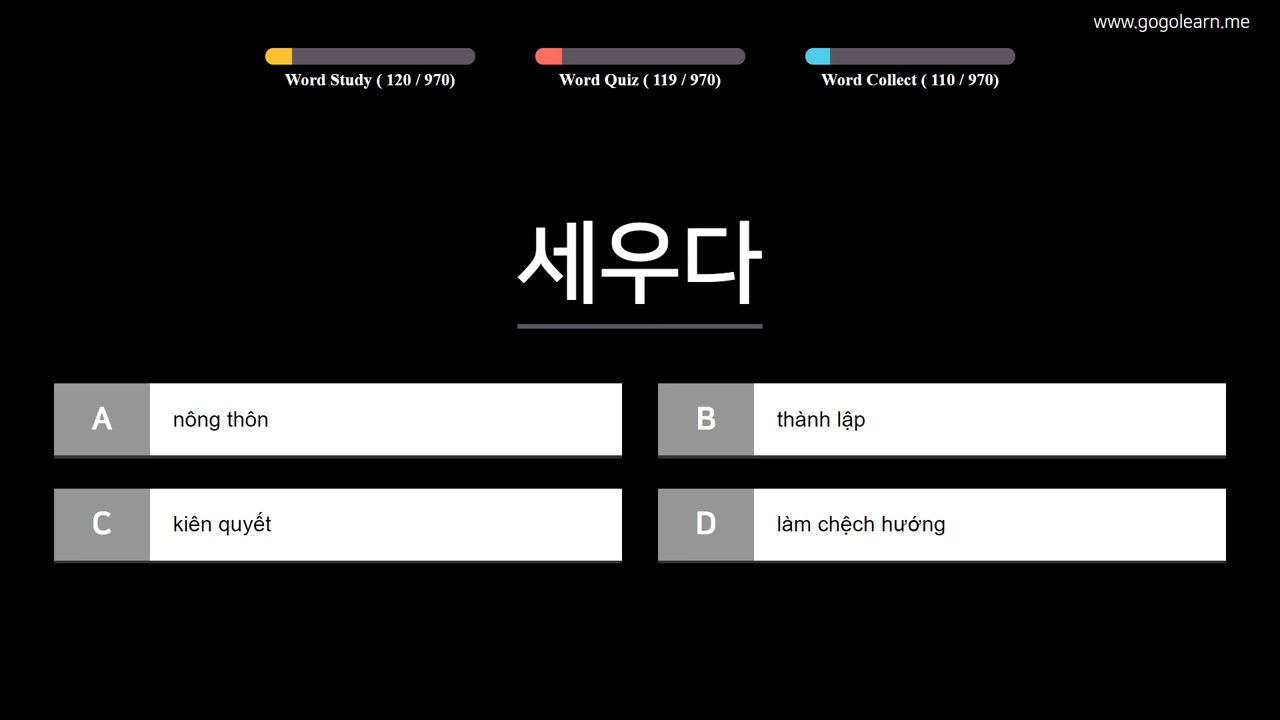 www.gogolearn.me
Word Study ( 120 / 970)
Word Quiz ( 119 / 970)
Word Collect ( 110 / 970)
세우다
A nông thôn
B thành lập
C kiên quyết
D làm chệch hướng